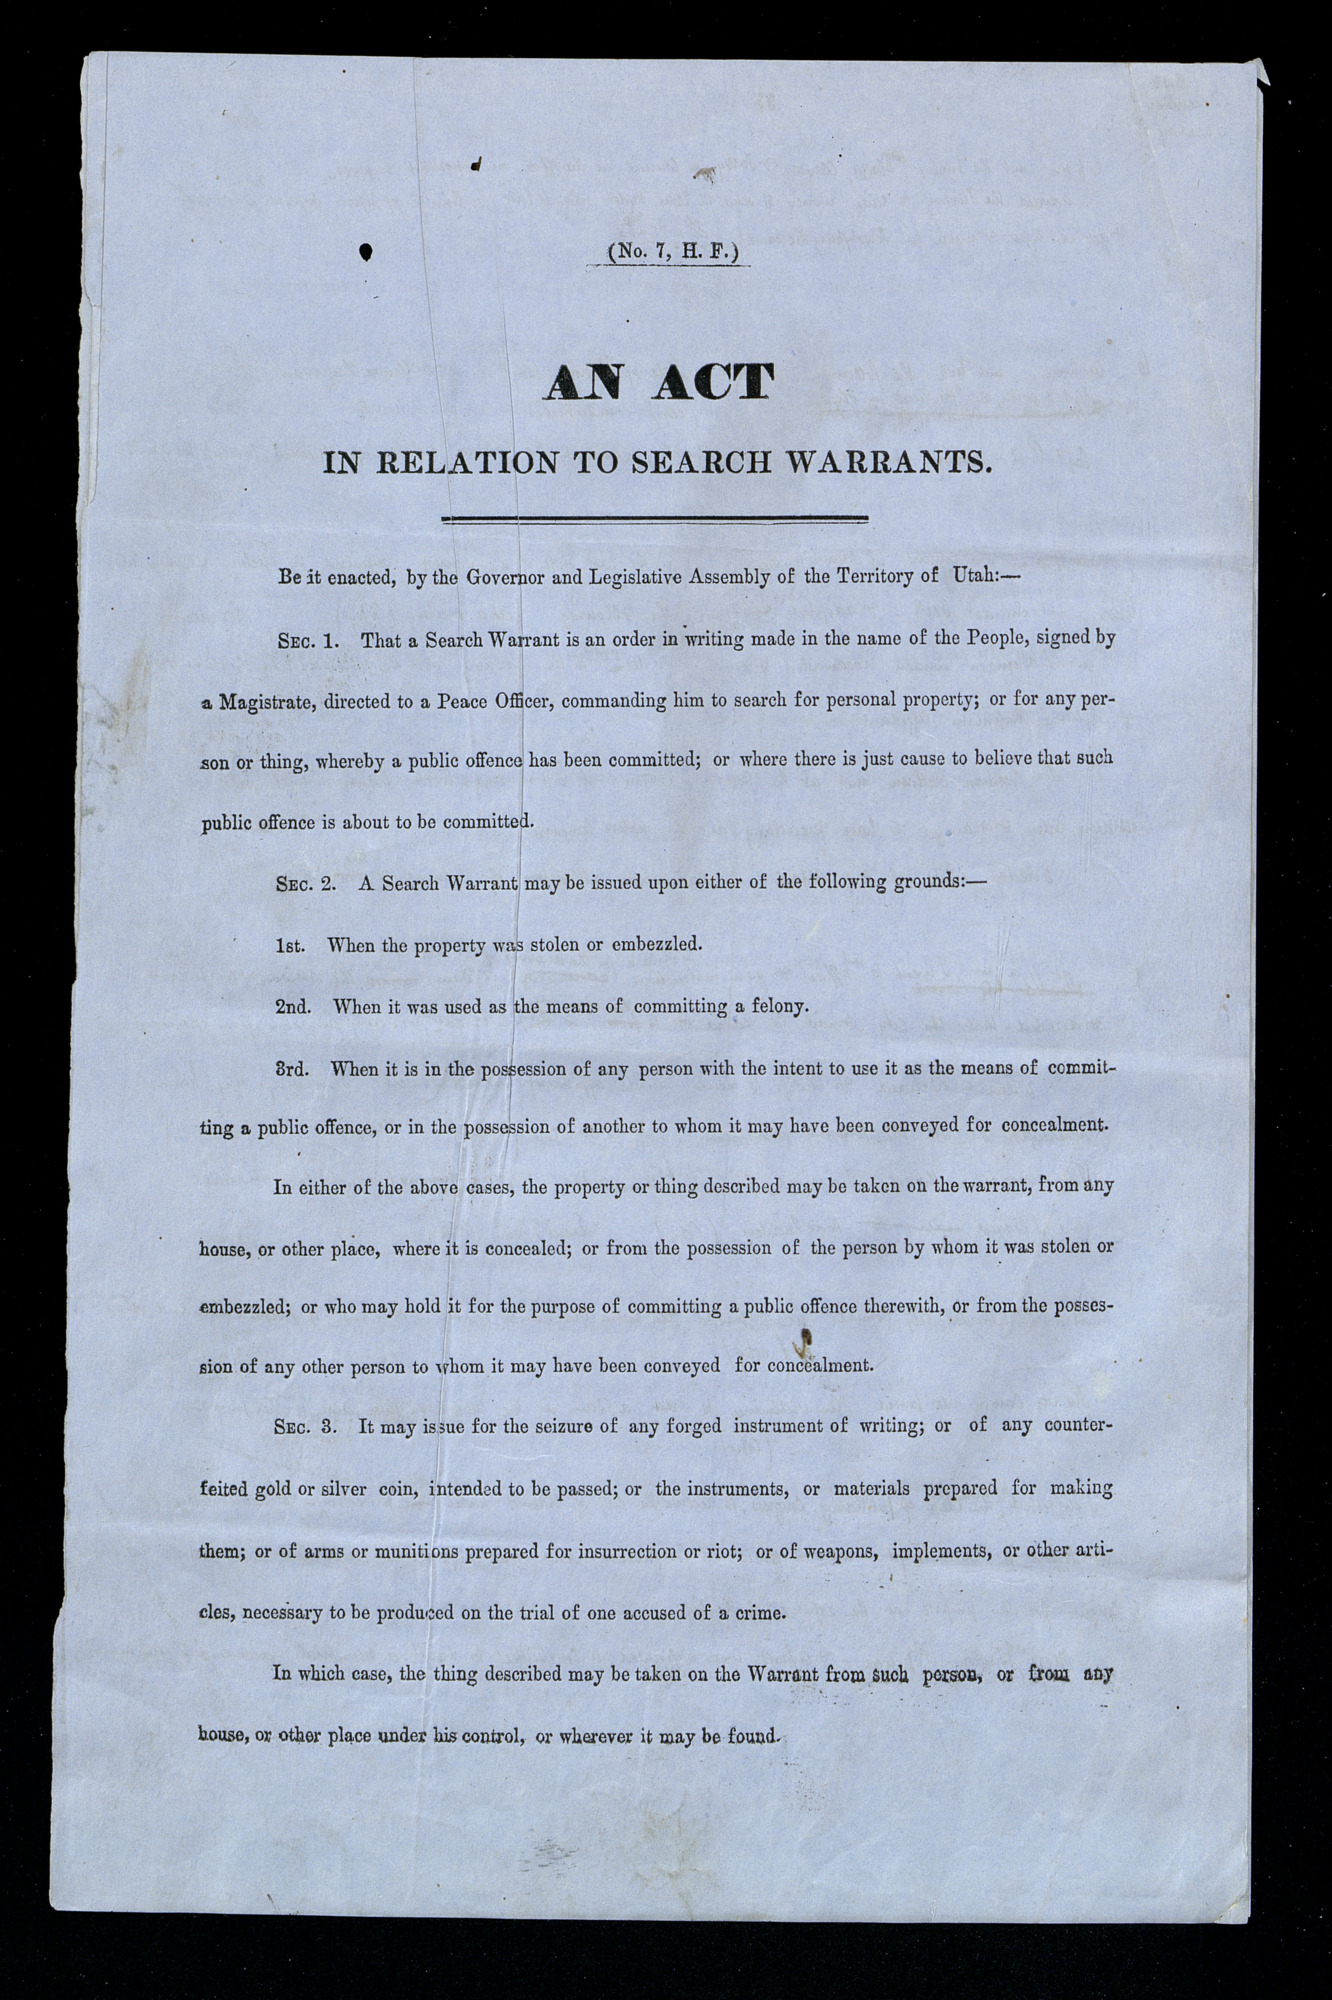 (No. 7, H. F.)
AN ACT
IN RELATION TO SEARCH WARRANTS.
Be it enacted, by the Governor and Legislative Assembly of the Territory of Utah:—
SEC. 1. That a Search Warrant is an order in writing made in the name of the People, signed by
a Magistrate, directed to a Peace Officer, commanding him to search for personal property; or for any per-
son or thing, whereby a public offence has been committed; or where there is just cause to believe that such
public offence is about to be committed.
SEC. 2. A Search Warrant may be issued upon either of the following grounds:—
1st. When the property was stolen or embezzled.
2nd. When it was used as the means of committing a felony.
3rd. When it is in the possession of any person with the intent to use it as the means of commit-
ting a public offence, or in the possession of another to whom it may have been conveyed for concealment.
In either of the above cases, the property or thing described may be taken on the warrant, from any
house, or other place, where it is concealed; or from the possession of the person by whom it was stolen or
embezzled; or who may hold it for the purpose of committing a public offence therewith, or from the posses-
sion of any other person to whom it may have been conveyed for concealment.
SEC. 3. It may issue for the seizure of any forged instrument of writing; or of any counter-
feited gold or silver coin, intended to be passed; or the instruments, or materials prepared for making
them; or of arms or munitions prepared for insurrection or riot; or of weapons, implements, or other arti-
cles, necessary to be produced on the trial of one accused of a crime.
In which case, the thing described may be taken on the Warrant from such person, or from any
house, or other place under his control, or wherever it may be found.